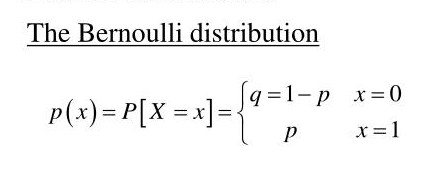 The Bernoulli distribution
p(x) = P[X = x] = { q = 1 − p   x = 0
p   x = 1